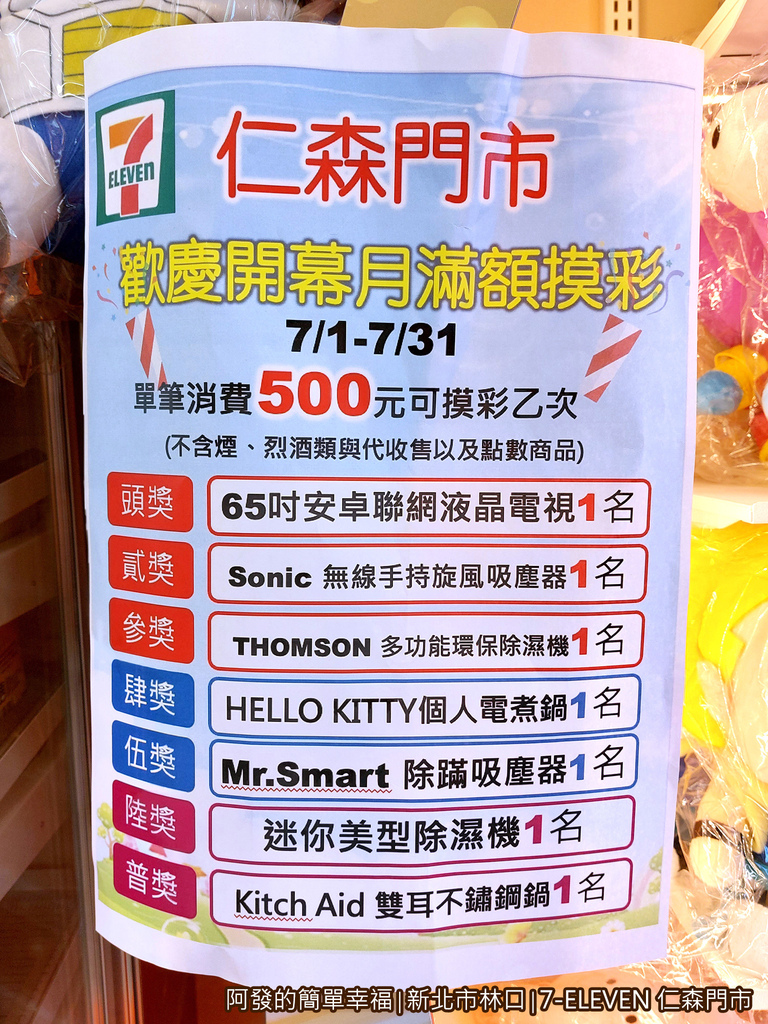 7
ELEVEn
仁森門市
歡慶開幕月滿額摸彩
7/1-7/31
單筆消費500元可摸彩乙次
(不含煙、烈酒類與代收售以及點數商品)
頭獎 65吋安卓聯網液晶電視1名
貳獎 Sonic 無線手持旋風吸塵器1名
參獎 THOMSON 多功能環保除濕機1名
肆獎 HELLO KITTY個人電煮鍋1名
伍獎 Mr.Smart 除蹣吸塵器1名
陸獎 迷你美型除濕機1名
普獎 Kitch Aid 雙耳不鏽鋼鍋1名
阿發的簡單幸福|新北市林口|7-ELEVEN 仁森門市